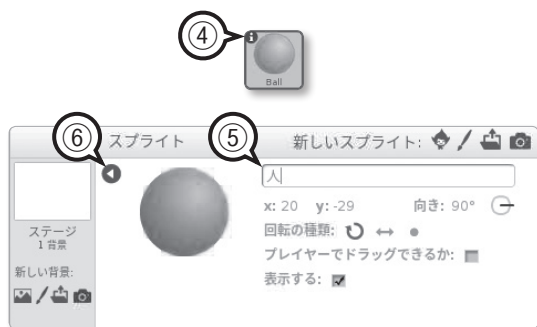 ④
Ball
⑥ スプライト ⑤ 新しいスプライト:
人
x: 20 y: -29 向き: 90°
回転の種類:
プレイヤーでドラッグできるか:
表示する:
ステージ
1 背景
新しい背景: